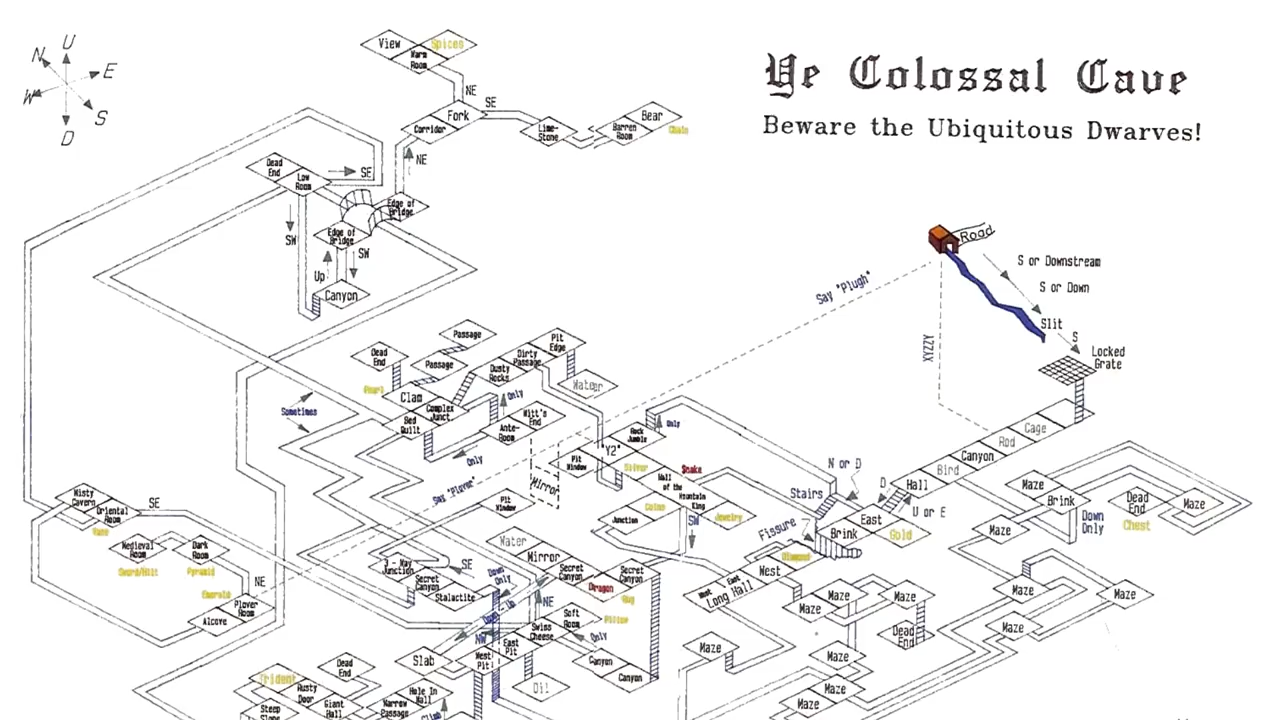 U
N
E
W
S
D
View
Spices
Warm
Room
NE
Fork
SE
Corridor
Lime-
Stone
Barren
Room
Bear
Chain
NE
Ye Colossal Cave
Beware the Ubiquitous Dwarves!
Dead
End
Low
Room
SE
Edge of
Bridge
Edge of
Bridge
SW
SW
Up
Canyon
Road
S or Downstream
S or Down
Slit
S
Locked
Grate
Say "Plugh"
XYZZY
Passage
Dead
End
Passage
Pit
Edge
Dirty
Passage
Dusty
Rocks
Water
Pearl
Clam
Complex
Junct
Only
Sometimes
Bed
Quilt
Witt's
End
Ante-
Room
Only
Rock
Jumble
Only
"Y2"
Pit
Window
Silver
Snake
Hall
of the
Mountain
King
Cage
Rod
Canyon
Bird
Hall
N or D
D
U or E
Stairs
Say "Plover"
Mirror
Pit
Window
Coins
Jewelry
Junction
SW
Fissure
Brink
East
Gold
Maze
Brink
Dead
End
Chest
Maze
Maze
Down
Only
Misty
Cavern
Oriental
Room
Vase
SE
Medieval
Room
Sword/Hilt
Dark
Room
Pyramid
Emerald
NE
Plover
Room
Alcove
Water
Mirror
3-Way
Junction
SE
Down
Only
Secret
Canyon
Stalactite
Secret
Canyon
Secret
Canyon
Dragon
Rug
Diamond
West
West East
Long Hall
Maze
Maze
Maze
Dead
End
Maze
Maze
Maze
NE
Soft
Room
Pillow
Only
Swiss
Cheese
NW
East
Pit
West
Pit
Slab
Canyon
Canyon
Oil
Maze
Maze
Maze
Maze
Trident
Dead
End
Rusty
Door
Steep
Slope
Giant
Hall
Hole In
Wall
Narrow
Passage
Climb